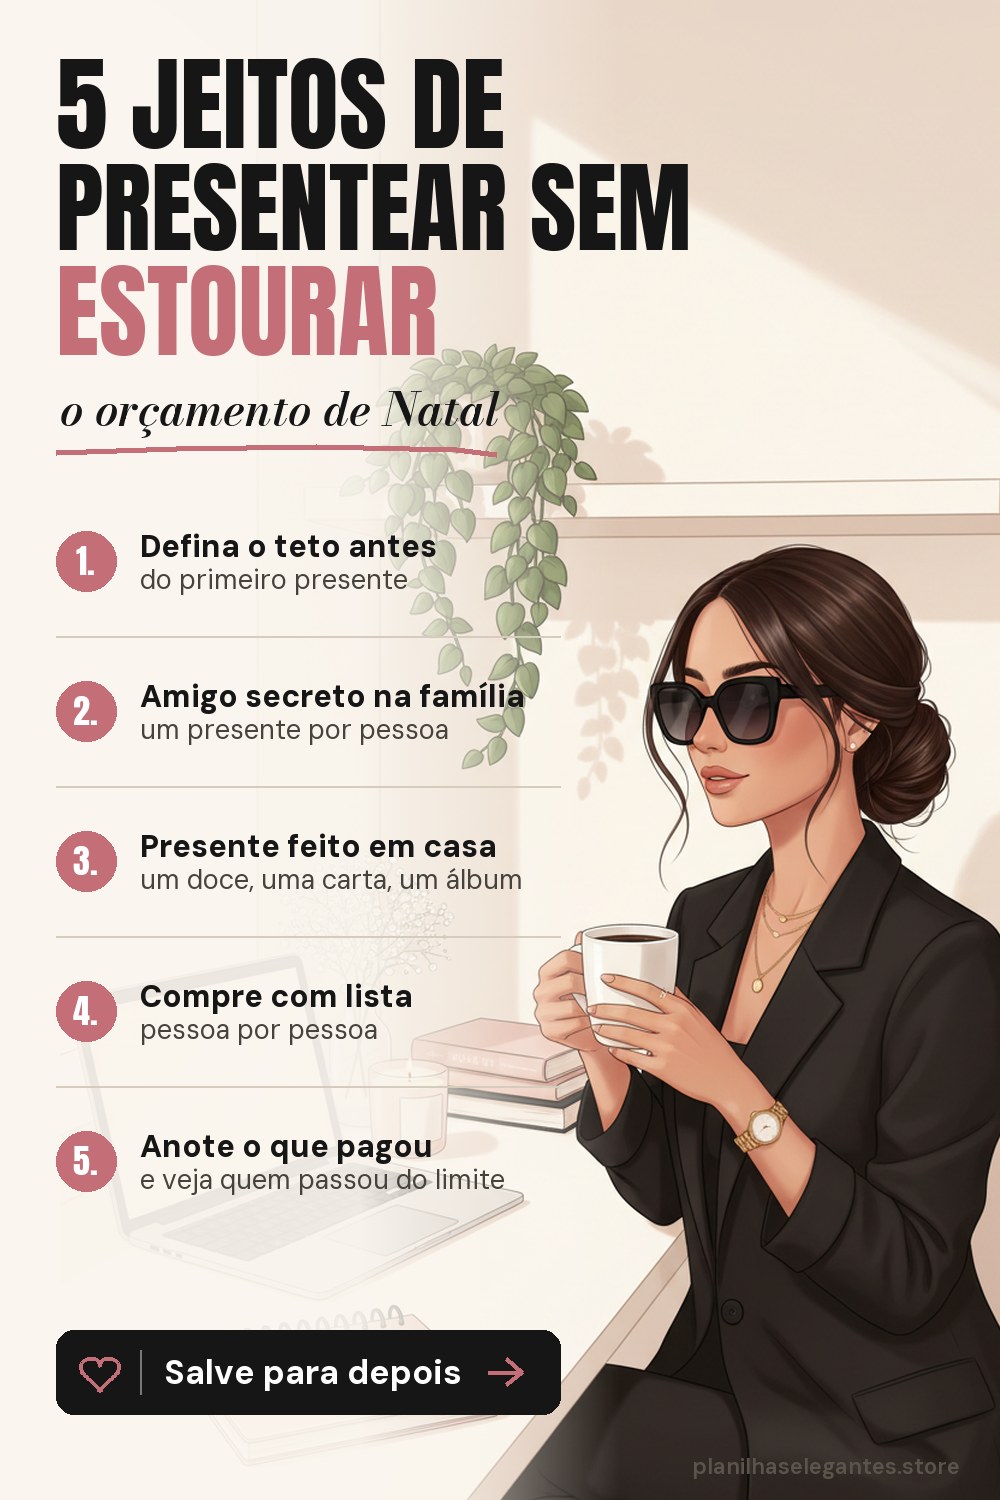 5 JEITOS DE
PRESENTEAR SEM
ESTOURAR
o orçamento de Natal
1.
Defina o teto antes
do primeiro presente
2.
Amigo secreto na família
um presente por pessoa
3.
Presente feito em casa
um doce, uma carta, um álbum
4.
Compre com lista
pessoa por pessoa
5.
Anote o que pagou
e veja quem passou do limite
Salve para depois
planilhaselegantes.store